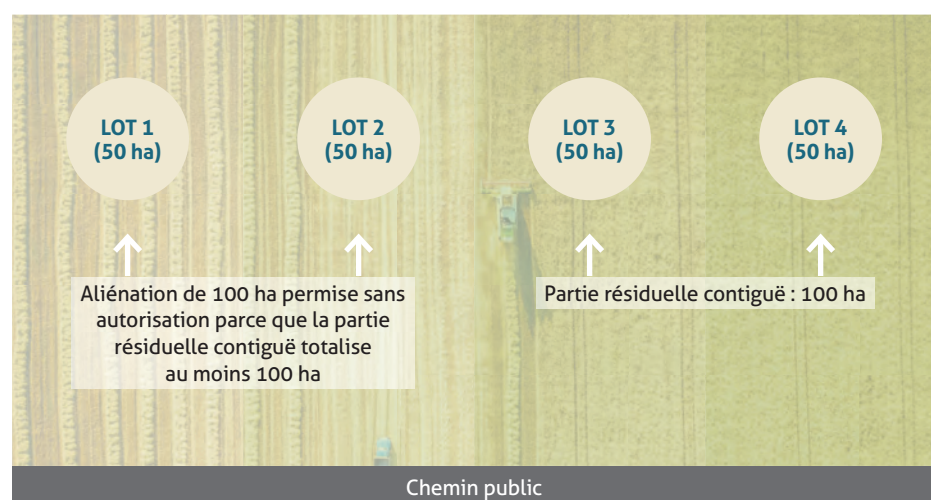 LOT 1
(50 ha)
LOT 2
(50 ha)
LOT 3
(50 ha)
LOT 4
(50 ha)
Aliénation de 100 ha permise sans
autorisation parce que la partie
résiduelle contiguë totalise
au moins 100 ha
Partie résiduelle contiguë : 100 ha
Chemin public